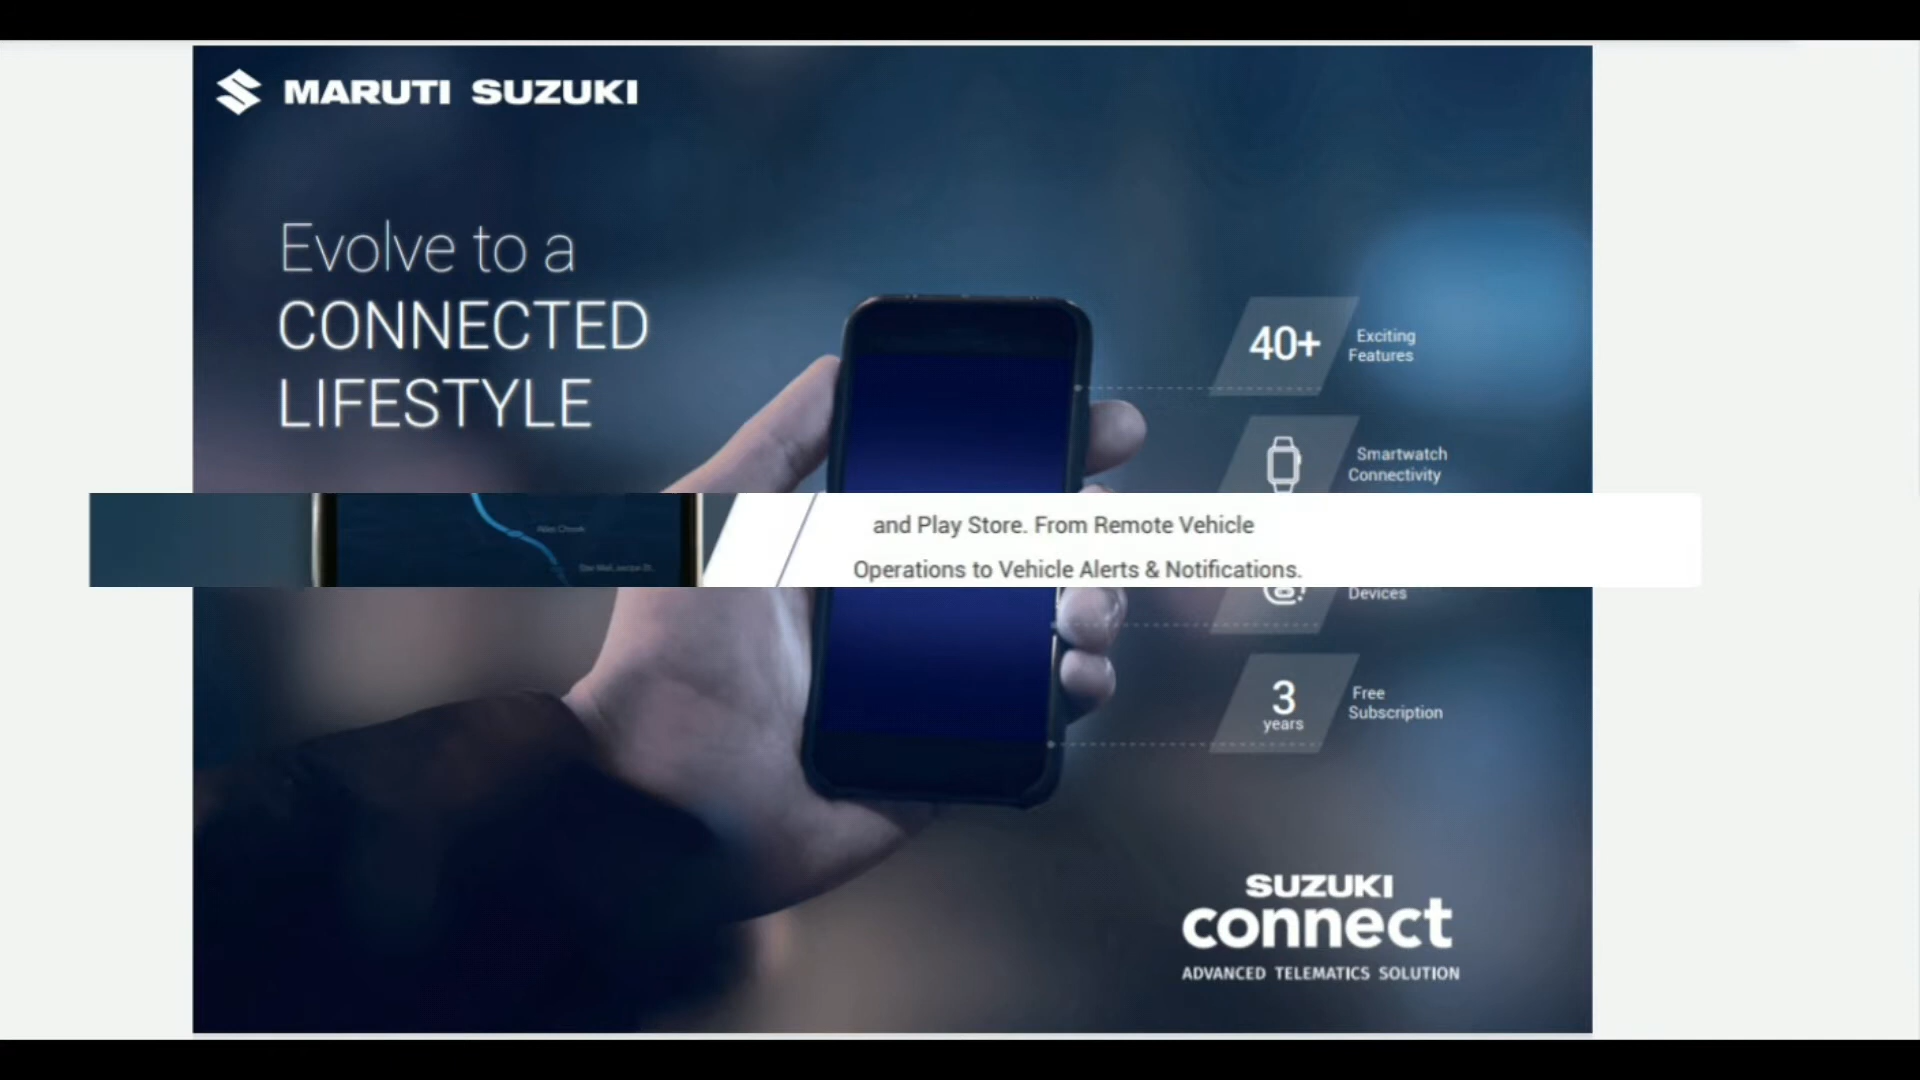 MARUTI SUZUKI
Evolve to a
CONNECTED
LIFESTYLE
40+
Exciting
Features
Smartwatch
Connectivity
and Play Store. From Remote Vehicle
Operations to Vehicle Alerts & Notifications.
Devices
3
years
Free
Subscription
SUZUKI
connect
ADVANCED TELEMATICS SOLUTION